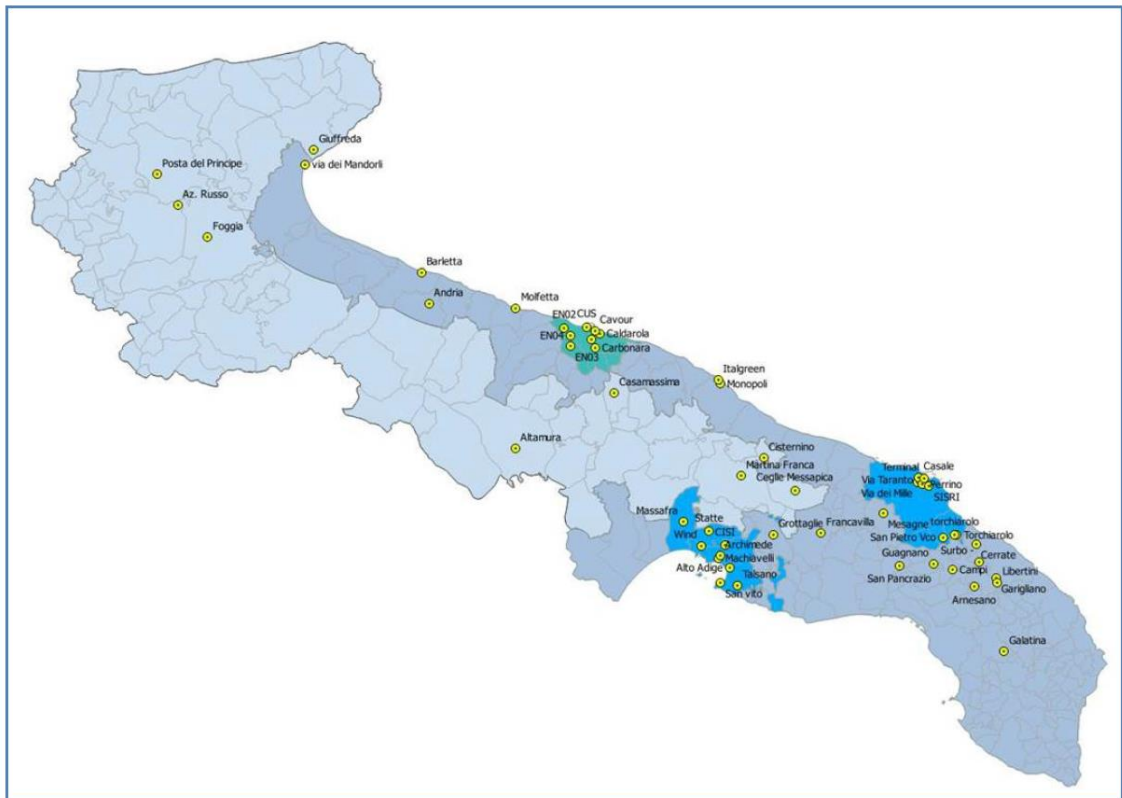 Giuffreda
via dei Mandorli
Posta del Principe
Az. Russo
Foggia
Barletta
Andria
Molfetta
EN02 CUS
Cavour
EN04
Caldarola
Carbonara
EN03
Casamassima
Italgreen
Monopoli
Altamura
Cisternino
Martina Franca
Ceglie Messapica
Terminal Casale
Via Taranto
Perrino
Via dei Mille
SISRI
Massafra
Statte
Grottaglie
Francavilla
Mesagne
torchiarolo
Wind
CISI
San Pietro Vco
Torchiarolo
Archimede
Surbo
Machiavelli
Guagnano
Cerrate
Alto Adige
Talsano
Campi
Libertini
San Pancrazio
Garigliano
San vito
Arnesano
Galatina